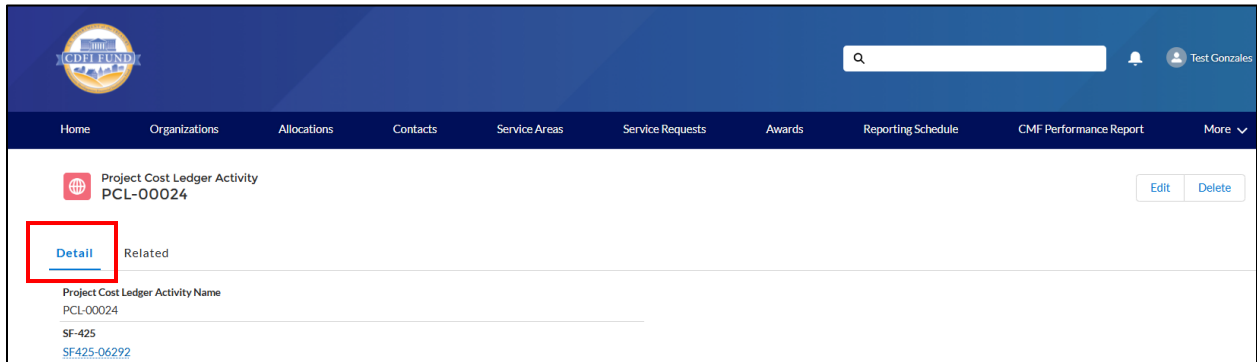 CDFI FUND
Test Gonzales
Home Organizations Allocations Contacts Service Areas Service Requests Awards Reporting Schedule CMF Performance Report More
Project Cost Ledger Activity
PCL-00024
Edit Delete
Detail Related
Project Cost Ledger Activity Name
PCL-00024
SF-425
SF425-06292